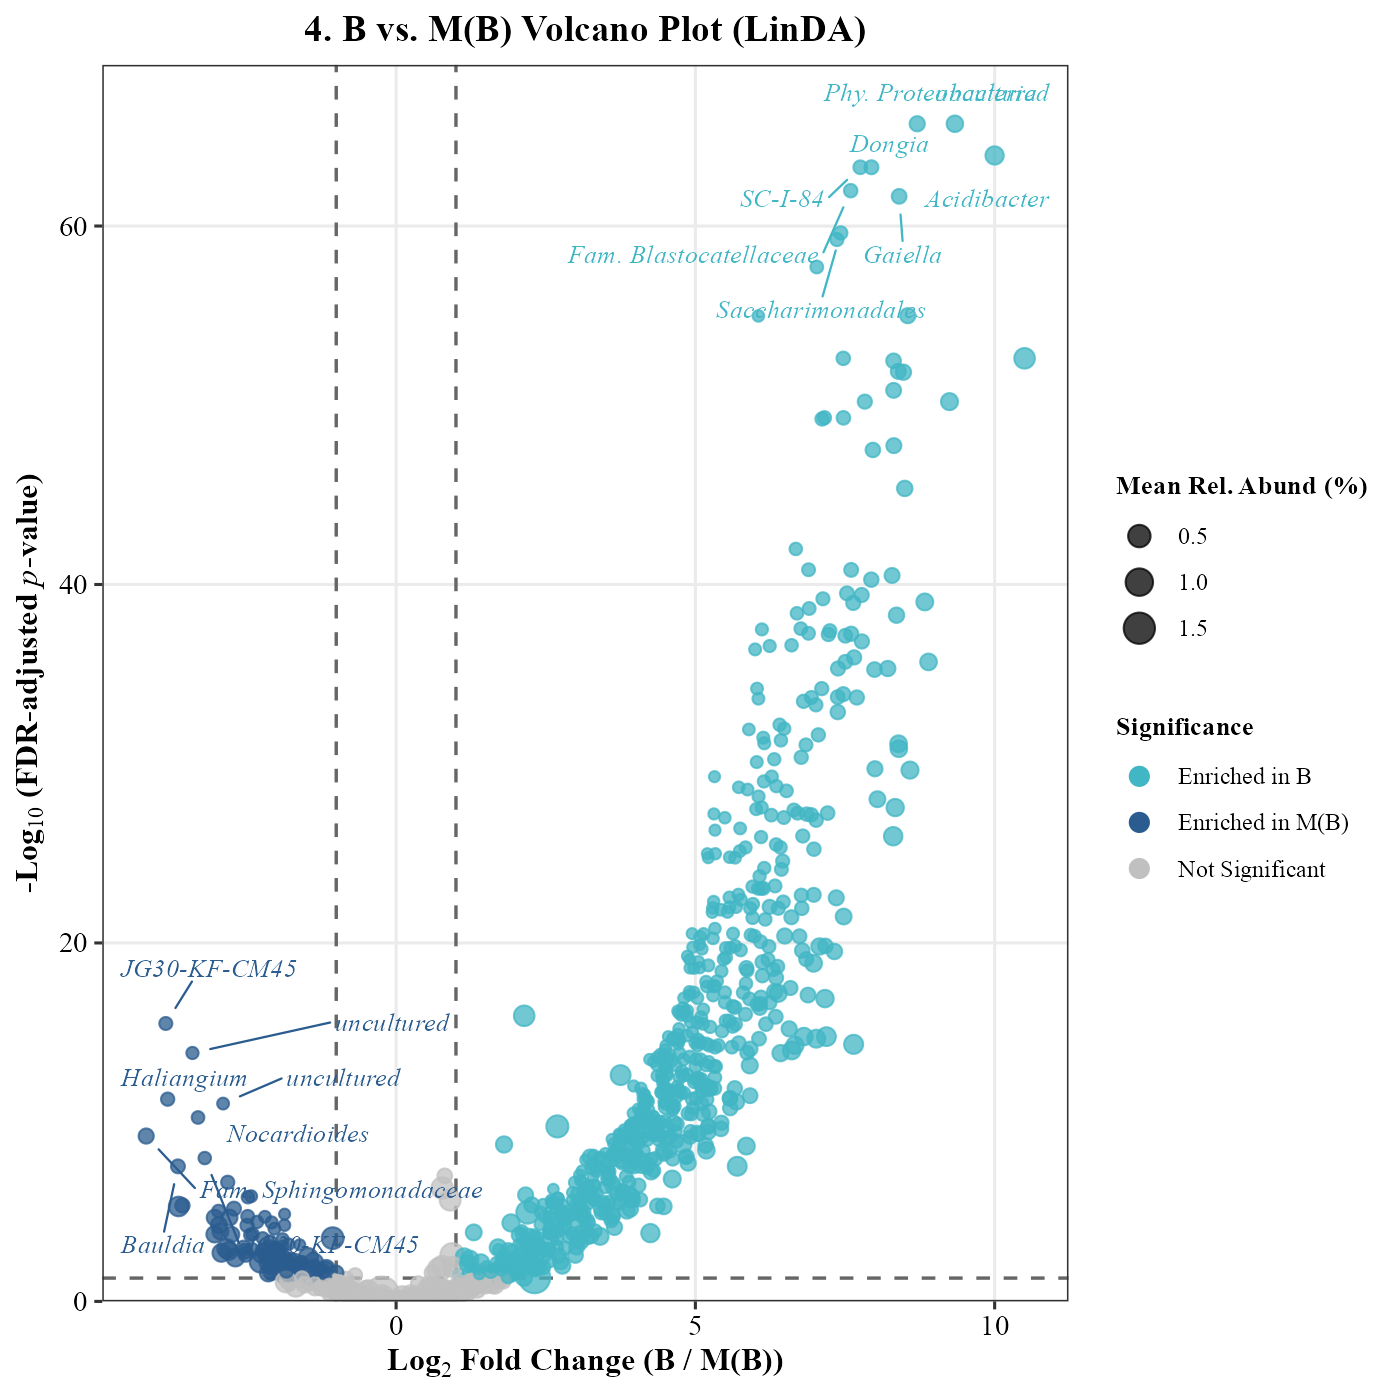 4. B vs. M(B) Volcano Plot (LinDA)
Phy. Proteobacteria
uncultured
Dongia
SC-I-84
Acidibacter
Fam. Blastocatellaceae
Gaiella
Saccharimonadales
60
40
20
0
JG30-KF-CM45
uncultured
Haliangium
uncultured
Nocardioides
Fam. Sphingomonadaceae
Bauldia
-KF-CM45
0
5
10
Log2 Fold Change (B / M(B))
-Log10 (FDR-adjusted p-value)
Mean Rel. Abund (%)
0.5
1.0
1.5
Significance
Enriched in B
Enriched in M(B)
Not Significant